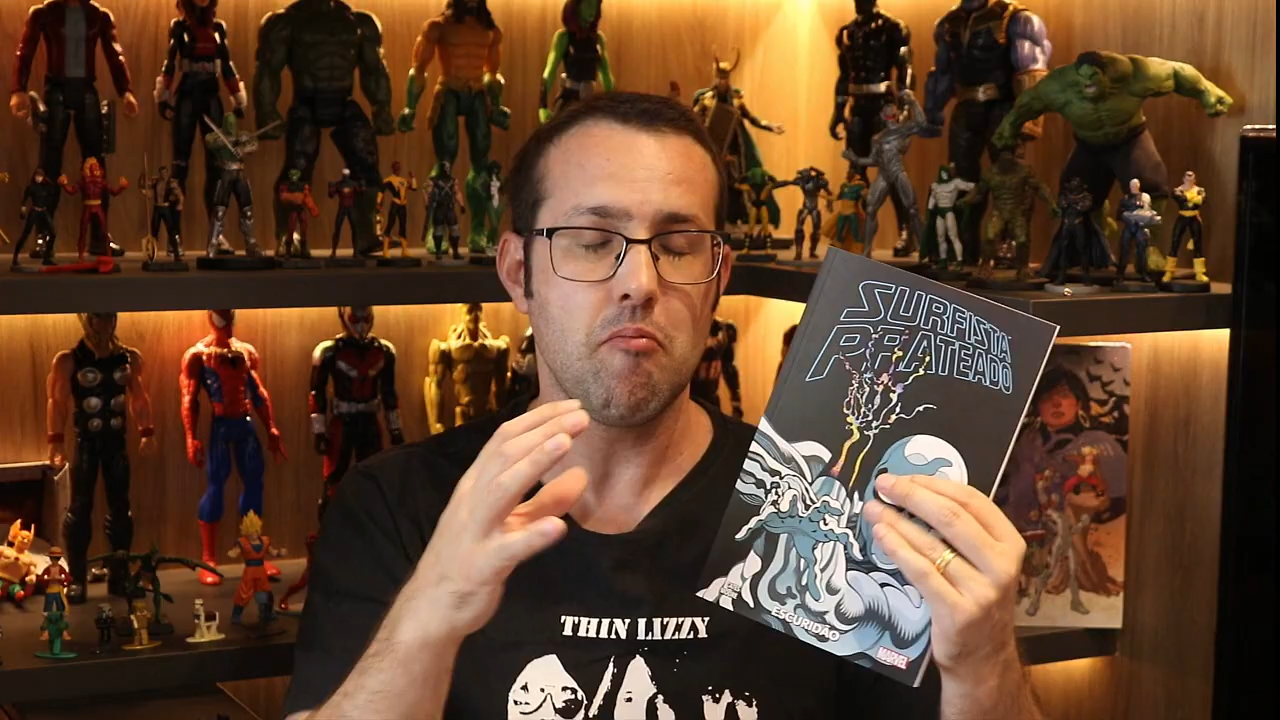 SURFISTA
PRATEADO
ESCURIDÃO
MARVEL
THIN LIZZY